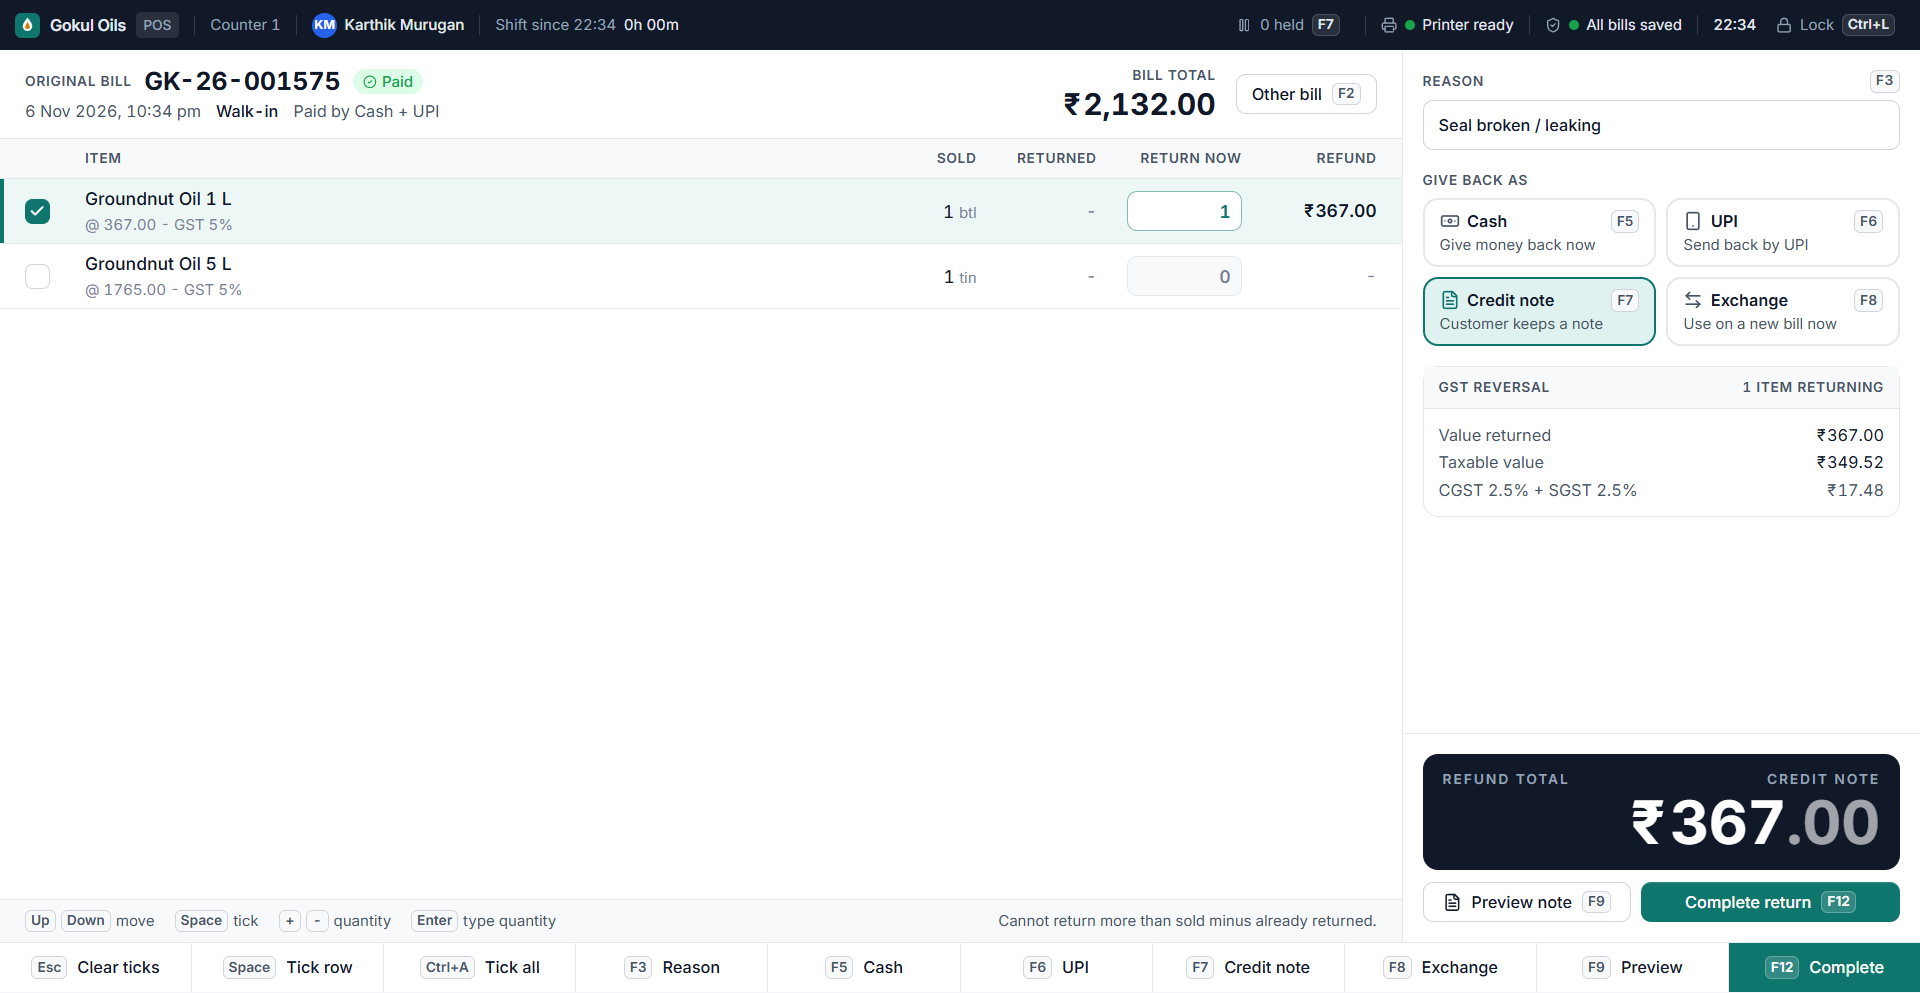 Gokul Oils POS Counter 1 KM Karthik Murugan Shift since 22:34 0h 00m 0 held F7 Printer ready All bills saved 22:34 Lock Ctrl+L
ORIGINAL BILL GK-26-001575 Paid
6 Nov 2026, 10:34 pm Walk-in Paid by Cash + UPI
BILL TOTAL
₹2,132.00
Other bill F2
ITEM SOLD RETURNED RETURN NOW REFUND
Groundnut Oil 1 L
@ 367.00 - GST 5%
1 btl - 1 ₹367.00
Groundnut Oil 5 L
@ 1765.00 - GST 5%
1 tin - 0 -
Up Down move Space tick + - quantity Enter type quantity
Cannot return more than sold minus already returned.
REASON F3
Seal broken / leaking
GIVE BACK AS
Cash F5
Give money back now
UPI F6
Send back by UPI
Credit note F7
Customer keeps a note
Exchange F8
Use on a new bill now
GST REVERSAL 1 ITEM RETURNING
Value returned ₹367.00
Taxable value ₹349.52
CGST 2.5% + SGST 2.5% ₹17.48
REFUND TOTAL CREDIT NOTE
₹367.00
Preview note F9
Complete return F12
Esc Clear ticks Space Tick row Ctrl+A Tick all F3 Reason F5 Cash F6 UPI F7 Credit note F8 Exchange F9 Preview F12 Complete